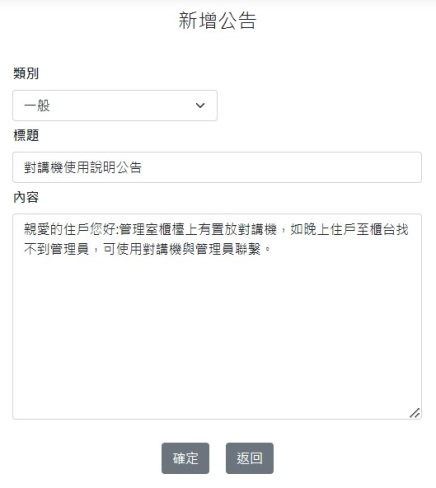 新增公告
類別
一般
標題
對講機使用說明公告
內容
親愛的住戶您好:管理室櫃檯上有置放對講機，如晚上住戶至櫃台找
不到管理員，可使用對講機與管理員聯繫。
確定 返回